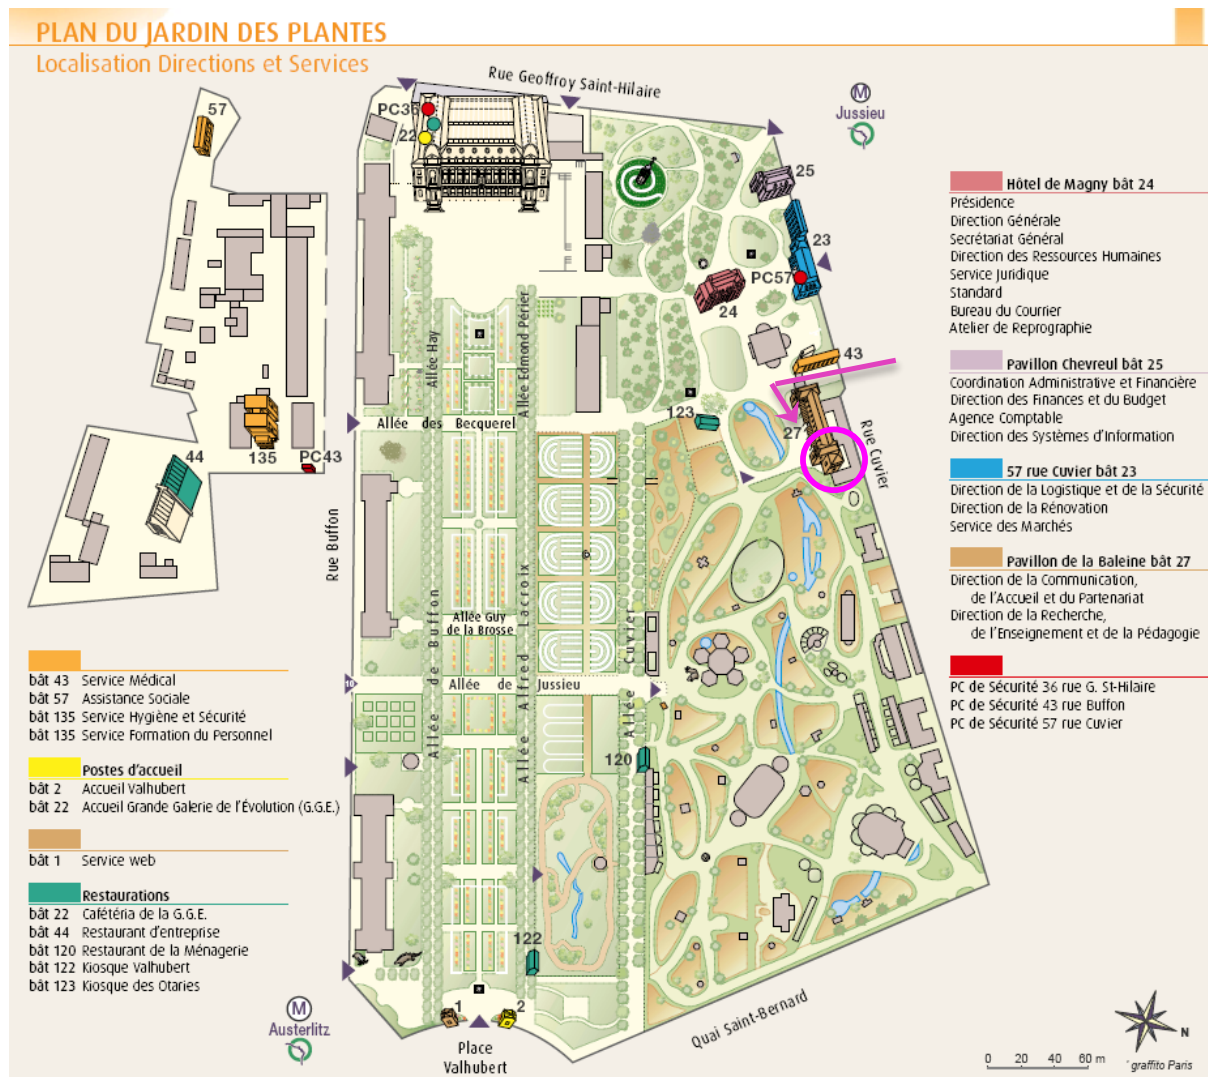 PLAN DU JARDIN DES PLANTES
Localisation Directions et Services
Rue Geoffroy Saint-Hilaire
M
Jussieu
57
PC36
22
25
23
PC57
24
43
123
27
Rue Cuvier
44
135
PC43
Allée Hay
Allée Edmond Périer
Allée des Becquerel
Rue Buffon
Allée de Buffon
Allée Guy
de la Brosse
Allée Alfred Lacroix
Allée Cuvier
Allée de Jussieu
10
120
122
1
2
M
Austerlitz
Place
Valhubert
Quai Saint-Bernard
Hôtel de Magny bât 24
Présidence
Direction Générale
Secrétariat Général
Direction des Ressources Humaines
Service Juridique
Standard
Bureau du Courrier
Atelier de Reprographie
Pavillon Chevreul bât 25
Coordination Administrative et Financière
Direction des Finances et du Budget
Agence Comptable
Direction des Systèmes d'Information
57 rue Cuvier bât 23
Direction de la Logistique et de la Sécurité
Direction de la Rénovation
Service des Marchés
Pavillon de la Baleine bât 27
Direction de la Communication,
de l'Accueil et du Partenariat
Direction de la Recherche,
de l'Enseignement et de la Pédagogie
PC de Sécurité 36 rue G. St-Hilaire
PC de Sécurité 43 rue Buffon
PC de Sécurité 57 rue Cuvier
bât 43 Service Médical
bât 57 Assistance Sociale
bât 135 Service Hygiène et Sécurité
bât 135 Service Formation du Personnel
Postes d'accueil
bât 2 Accueil Valhubert
bât 22 Accueil Grande Galerie de l'Évolution (G.G.E.)
bât 1 Service web
Restaurations
bât 22 Cafétéria de la G.G.E.
bât 44 Restaurant d'entreprise
bât 120 Restaurant de la Ménagerie
bât 122 Kiosque Valhubert
bât 123 Kiosque des Otaries
N
0 20 40 60 m
graffito Paris